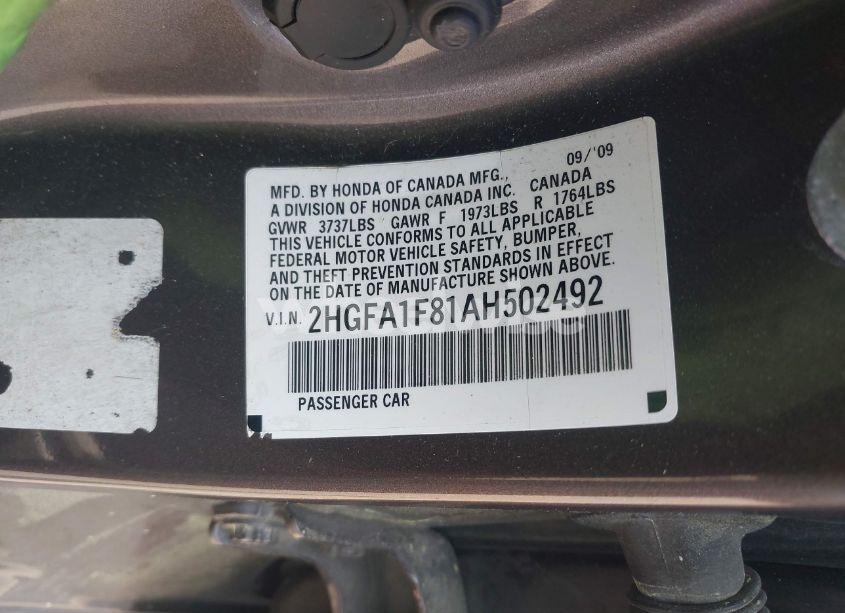 09/'09
MFD. BY HONDA OF CANADA MFG.,
A DIVISION OF HONDA CANADA INC. CANADA
GVWR 3737LBS GAWR F 1973LBS R 1764LBS
THIS VEHICLE CONFORMS TO ALL APPLICABLE
FEDERAL MOTOR VEHICLE SAFETY, BUMPER,
AND THEFT PREVENTION STANDARDS IN EFFECT
ON THE DATE OF MANUFACTURE SHOWN ABOVE.
V.I.N. 2HGFA1F81AH502492
PASSENGER CAR